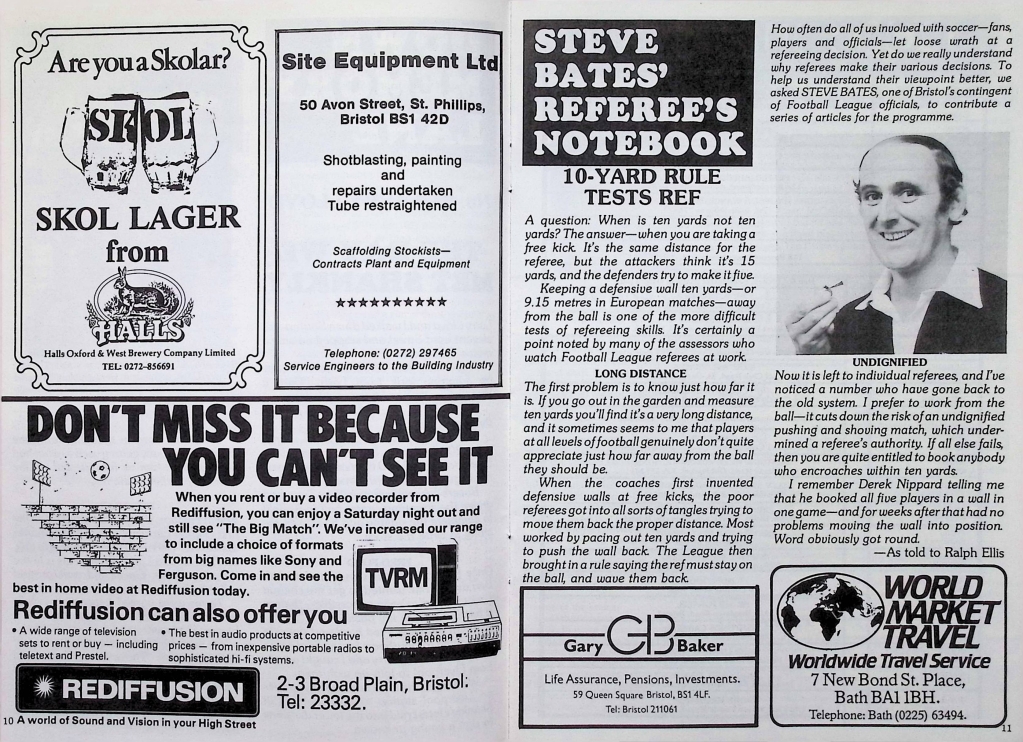 Are you a Skolar?
SKOL
SKOL LAGER
from
HALLS
Halls Oxford & West Brewery Company Limited
TEL: 0272-856691
Site Equipment Ltd
50 Avon Street, St. Phillips,
Bristol BS1 42D
Shotblasting, painting
and
repairs undertaken
Tube restraightened
Scaffolding Stockists—
Contracts Plant and Equipment
★★★★★★★★★★
Telephone: (0272) 297465
Service Engineers to the Building Industry
DON'T MISS IT BECAUSE
YOU CAN'T SEE IT
When you rent or buy a video recorder from
Rediffusion, you can enjoy a Saturday night out and
still see "The Big Match". We've increased our range
to include a choice of formats
from big names like Sony and
Ferguson. Come in and see the
best in home video at Rediffusion today.
TVRM
Rediffusion can also offer you
• A wide range of television
sets to rent or buy — including
teletext and Prestel.
• The best in audio products at competitive
prices — from inexpensive portable radios to
sophisticated hi-fi systems.
REDIFFUSION
2-3 Broad Plain, Bristol:
Tel: 23332.
10 A world of Sound and Vision in your High Street
STEVE
BATES'
REFEREE'S
NOTEBOOK
10-YARD RULE
TESTS REF
A question: When is ten yards not ten
yards? The answer—when you are taking a
free kick. It's the same distance for the
referee, but the attackers think it's 15
yards, and the defenders try to make it five.
Keeping a defensive wall ten yards—or
9.15 metres in European matches—away
from the ball is one of the more difficult
tests of refereeing skills. It's certainly a
point noted by many of the assessors who
watch Football League referees at work.
LONG DISTANCE
The first problem is to know just how far it
is. If you go out in the garden and measure
ten yards you'll find it's a very long distance,
and it sometimes seems to me that players
at all levels of football genuinely don't quite
appreciate just how far away from the ball
they should be.
When the coaches first invented
defensive walls at free kicks, the poor
referees got into all sorts of tangles trying to
move them back the proper distance. Most
worked by pacing out ten yards and trying
to push the wall back. The League then
brought in a rule saying the ref must stay on
the ball, and wave them back.
How often do all of us involved with soccer—fans,
players and officials—let loose wrath at a
refereeing decision. Yet do we really understand
why referees make their various decisions. To
help us understand their viewpoint better, we
asked STEVE BATES, one of Bristol's contingent
of Football League officials, to contribute a
series of articles for the programme.
UNDIGNIFIED
Now it is left to individual referees, and I've
noticed a number who have gone back to
the old system. I prefer to work from the
ball—it cuts down the risk of an undignified
pushing and shoving match, which under-
mined a referee's authority. If all else fails,
then you are quite entitled to book anybody
who encroaches within ten yards.
I remember Derek Nippard telling me
that he booked all five players in a wall in
one game—and for weeks after that had no
problems moving the wall into position.
Word obviously got round.
—As told to Ralph Ellis
Gary GB Baker
Life Assurance, Pensions, Investments.
59 Queen Square Bristol, BS1 4LF.
Tel: Bristol 211061
WORLD
MARKET
TRAVEL
Worldwide Travel Service
7 New Bond St. Place,
Bath BA1 1BH.
Telephone: Bath (0225) 63494.
11